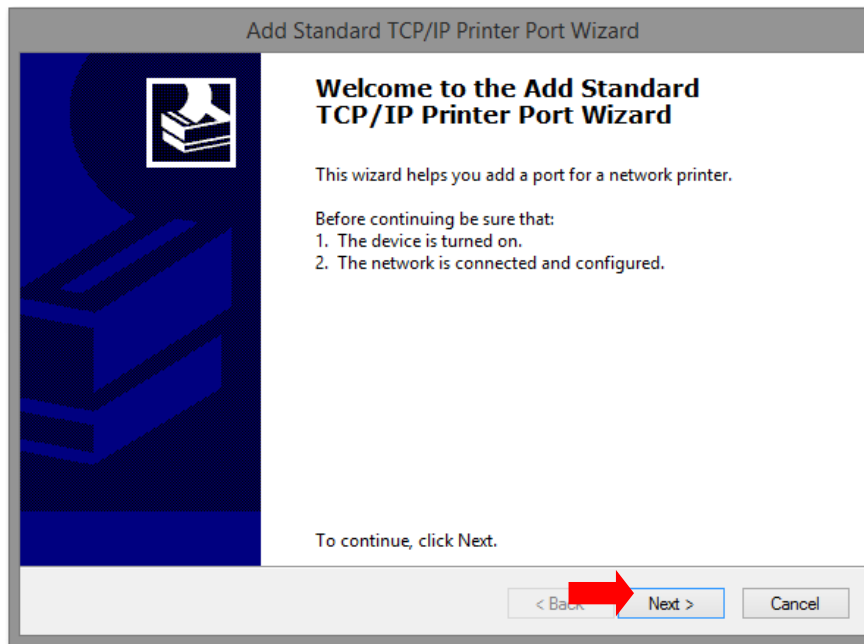 Add Standard TCP/IP Printer Port Wizard
Welcome to the Add Standard
TCP/IP Printer Port Wizard
This wizard helps you add a port for a network printer.
Before continuing be sure that:
1. The device is turned on.
2. The network is connected and configured.
To continue, click Next.
< Back Next > Cancel